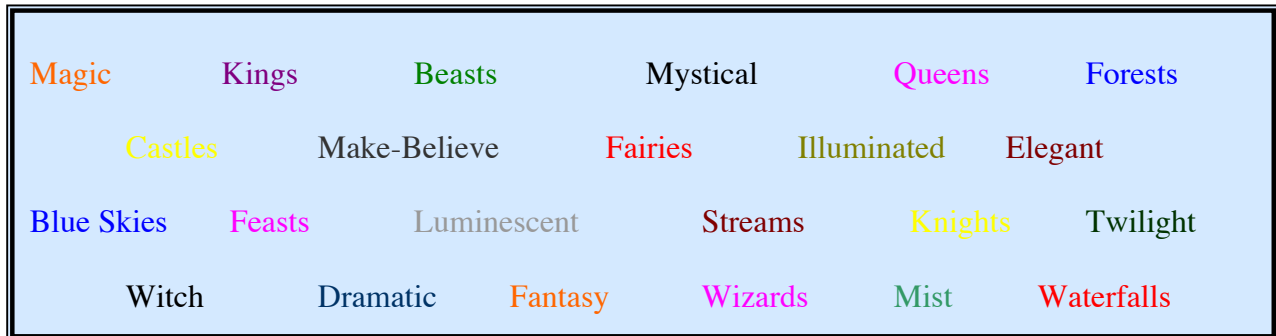 Magic Kings Beasts Mystical Queens Forests
Castles Make-Believe Fairies Illuminated Elegant
Blue Skies Feasts Luminescent Streams Knights Twilight
Witch Dramatic Fantasy Wizards Mist Waterfalls